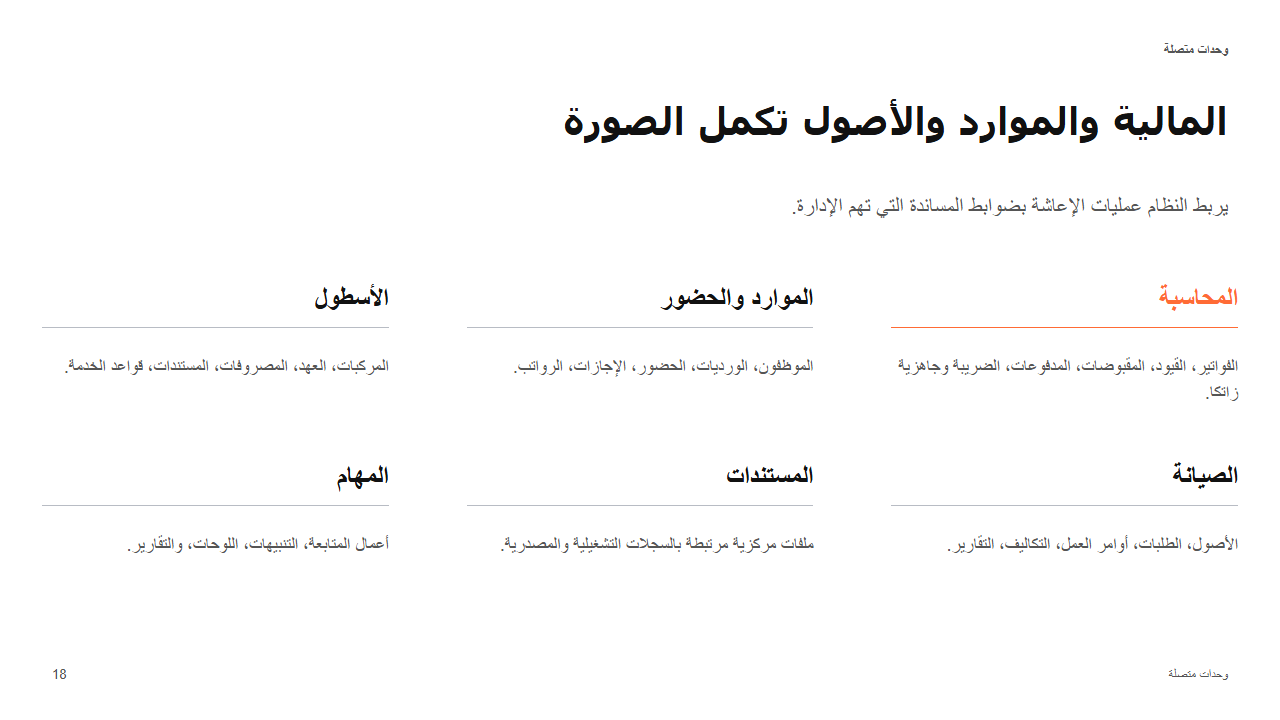 وحدات متصلة
المالية والموارد والأصول تكمل الصورة
يربط النظام عمليات الإعاشة بضوابط المساندة التي تهم الإدارة.
المحاسبة
الفواتير، القيود، المقبوضات، المدفوعات، الضريبة وجاهزية
زاتكا.
الموارد والحضور
الموظفون، الورديات، الحضور، الإجازات، الرواتب.
الأسطول
المركبات، العهد، المصروفات، المستندات، قواعد الخدمة.
الصيانة
الأصول، الطلبات، أوامر العمل، التكاليف، التقارير.
المستندات
ملفات مركزية مرتبطة بالسجلات التشغيلية والمصدرية.
المهام
أعمال المتابعة، التنبيهات، اللوحات، والتقارير.
وحدات متصلة
18